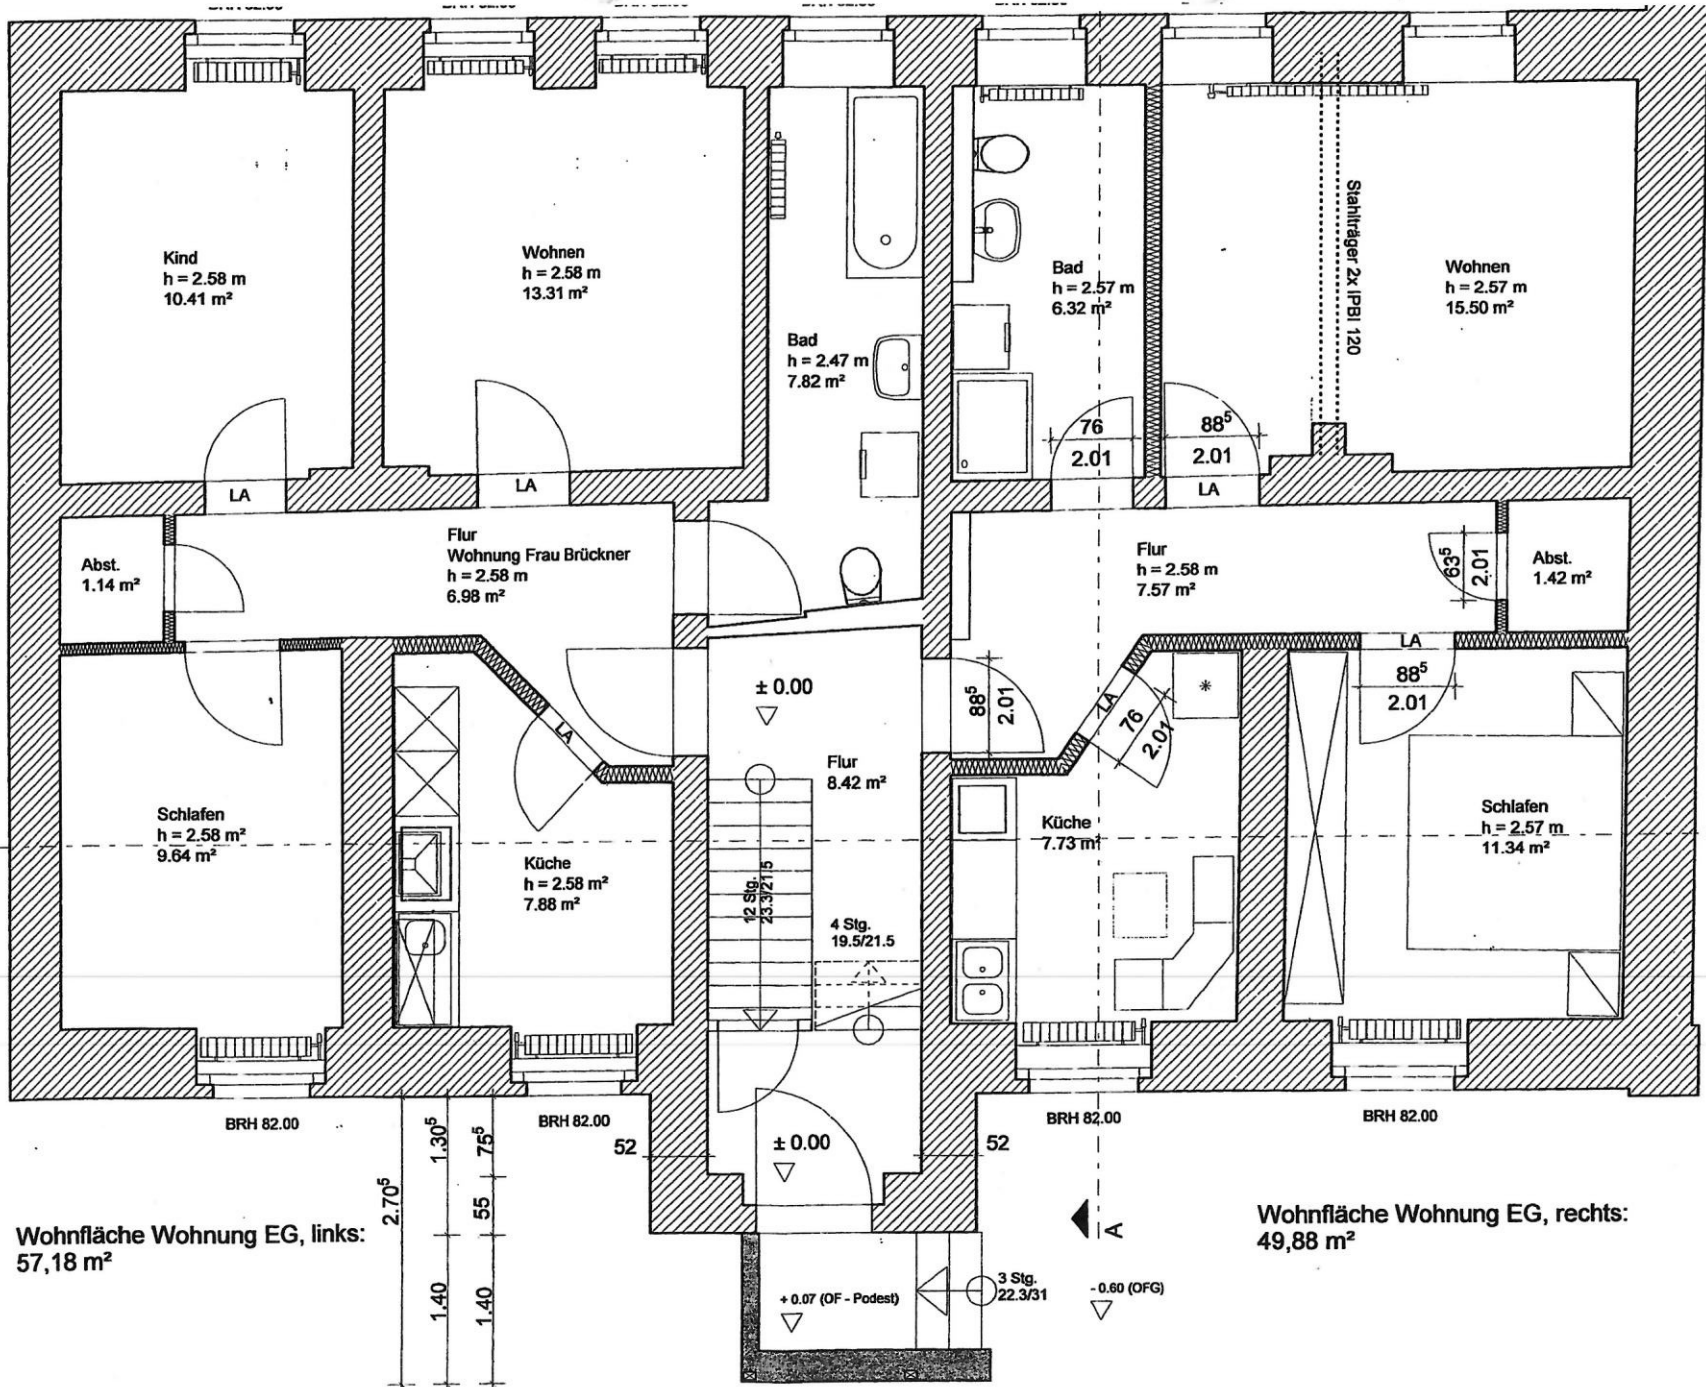 Kind
h = 2.58 m
10.41 m²
Wohnen
h = 2.58 m
13.31 m²
Bad
h = 2.47 m
7.82 m²
Bad
h = 2.57 m
6.32 m²
Stahlträger 2x IPBI 120
Wohnen
h = 2.57 m
15.50 m²
76
2.01
88⁵
2.01
LA
LA
LA
Abst.
1.14 m²
Flur
Wohnung Frau Brückner
h = 2.58 m
6.98 m²
Flur
h = 2.58 m
7.57 m²
63⁵
2.01
Abst.
1.42 m²
LA
88⁵
2.01
± 0.00
88⁵
2.01
LA
76
2.01
LA
Flur
8.42 m²
Schlafen
h = 2.58 m²
9.64 m²
Küche
h = 2.58 m²
7.88 m²
12 Stg.
23.3/21.5
4 Stg.
19.5/21.5
Küche
7.73 m²
Schlafen
h = 2.57 m
11.34 m²
BRH 82.00
BRH 82.00
BRH 82.00
BRH 82.00
52
± 0.00
52
2.70⁵
1.30⁵
75⁵
55
1.40
1.40
A
Wohnfläche Wohnung EG, links:
57,18 m²
Wohnfläche Wohnung EG, rechts:
49,88 m²
+ 0.07 (OF - Podest)
3 Stg.
22.3/31
- 0.60 (OFG)